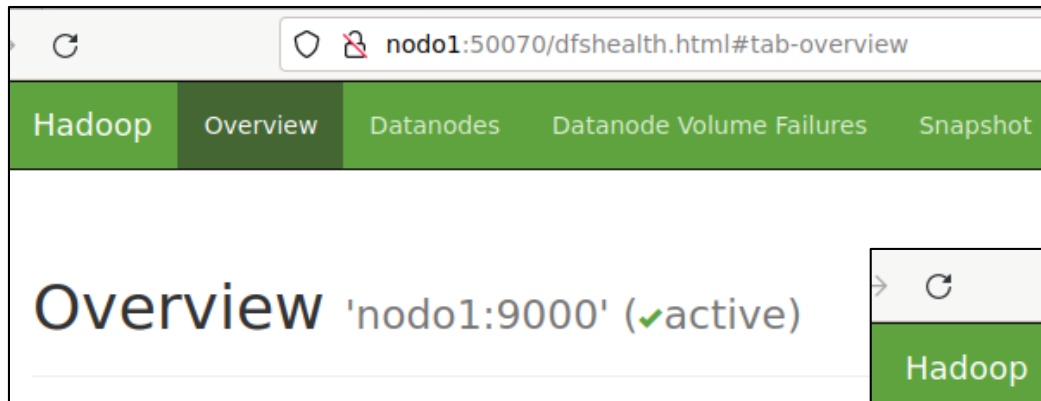 nodo1:50070/dfshealth.html#tab-overview
Hadoop Overview Datanodes Datanode Volume Failures Snapshot
Overview 'nodo1:9000' (✔active)
Hadoop